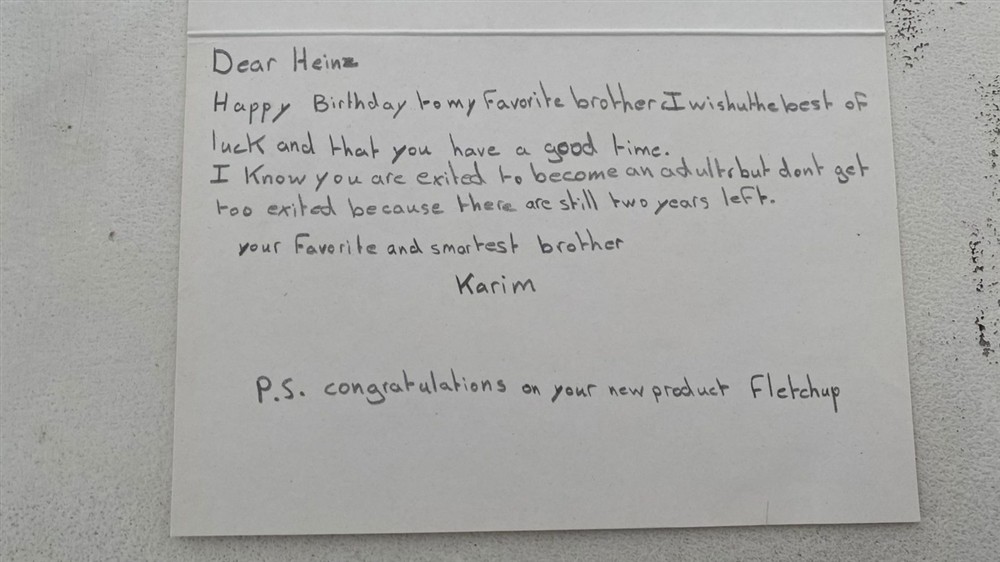 Dear Heinz
Happy Birthday to my Favorite brother I wish u the best of
luck and that you have a good time.
I Know you are exited to become an adult but dont get
too exited because there are still two years left.
your Favorite and smartest brother
Karim
P.S. congratulations on your new product Fletchup